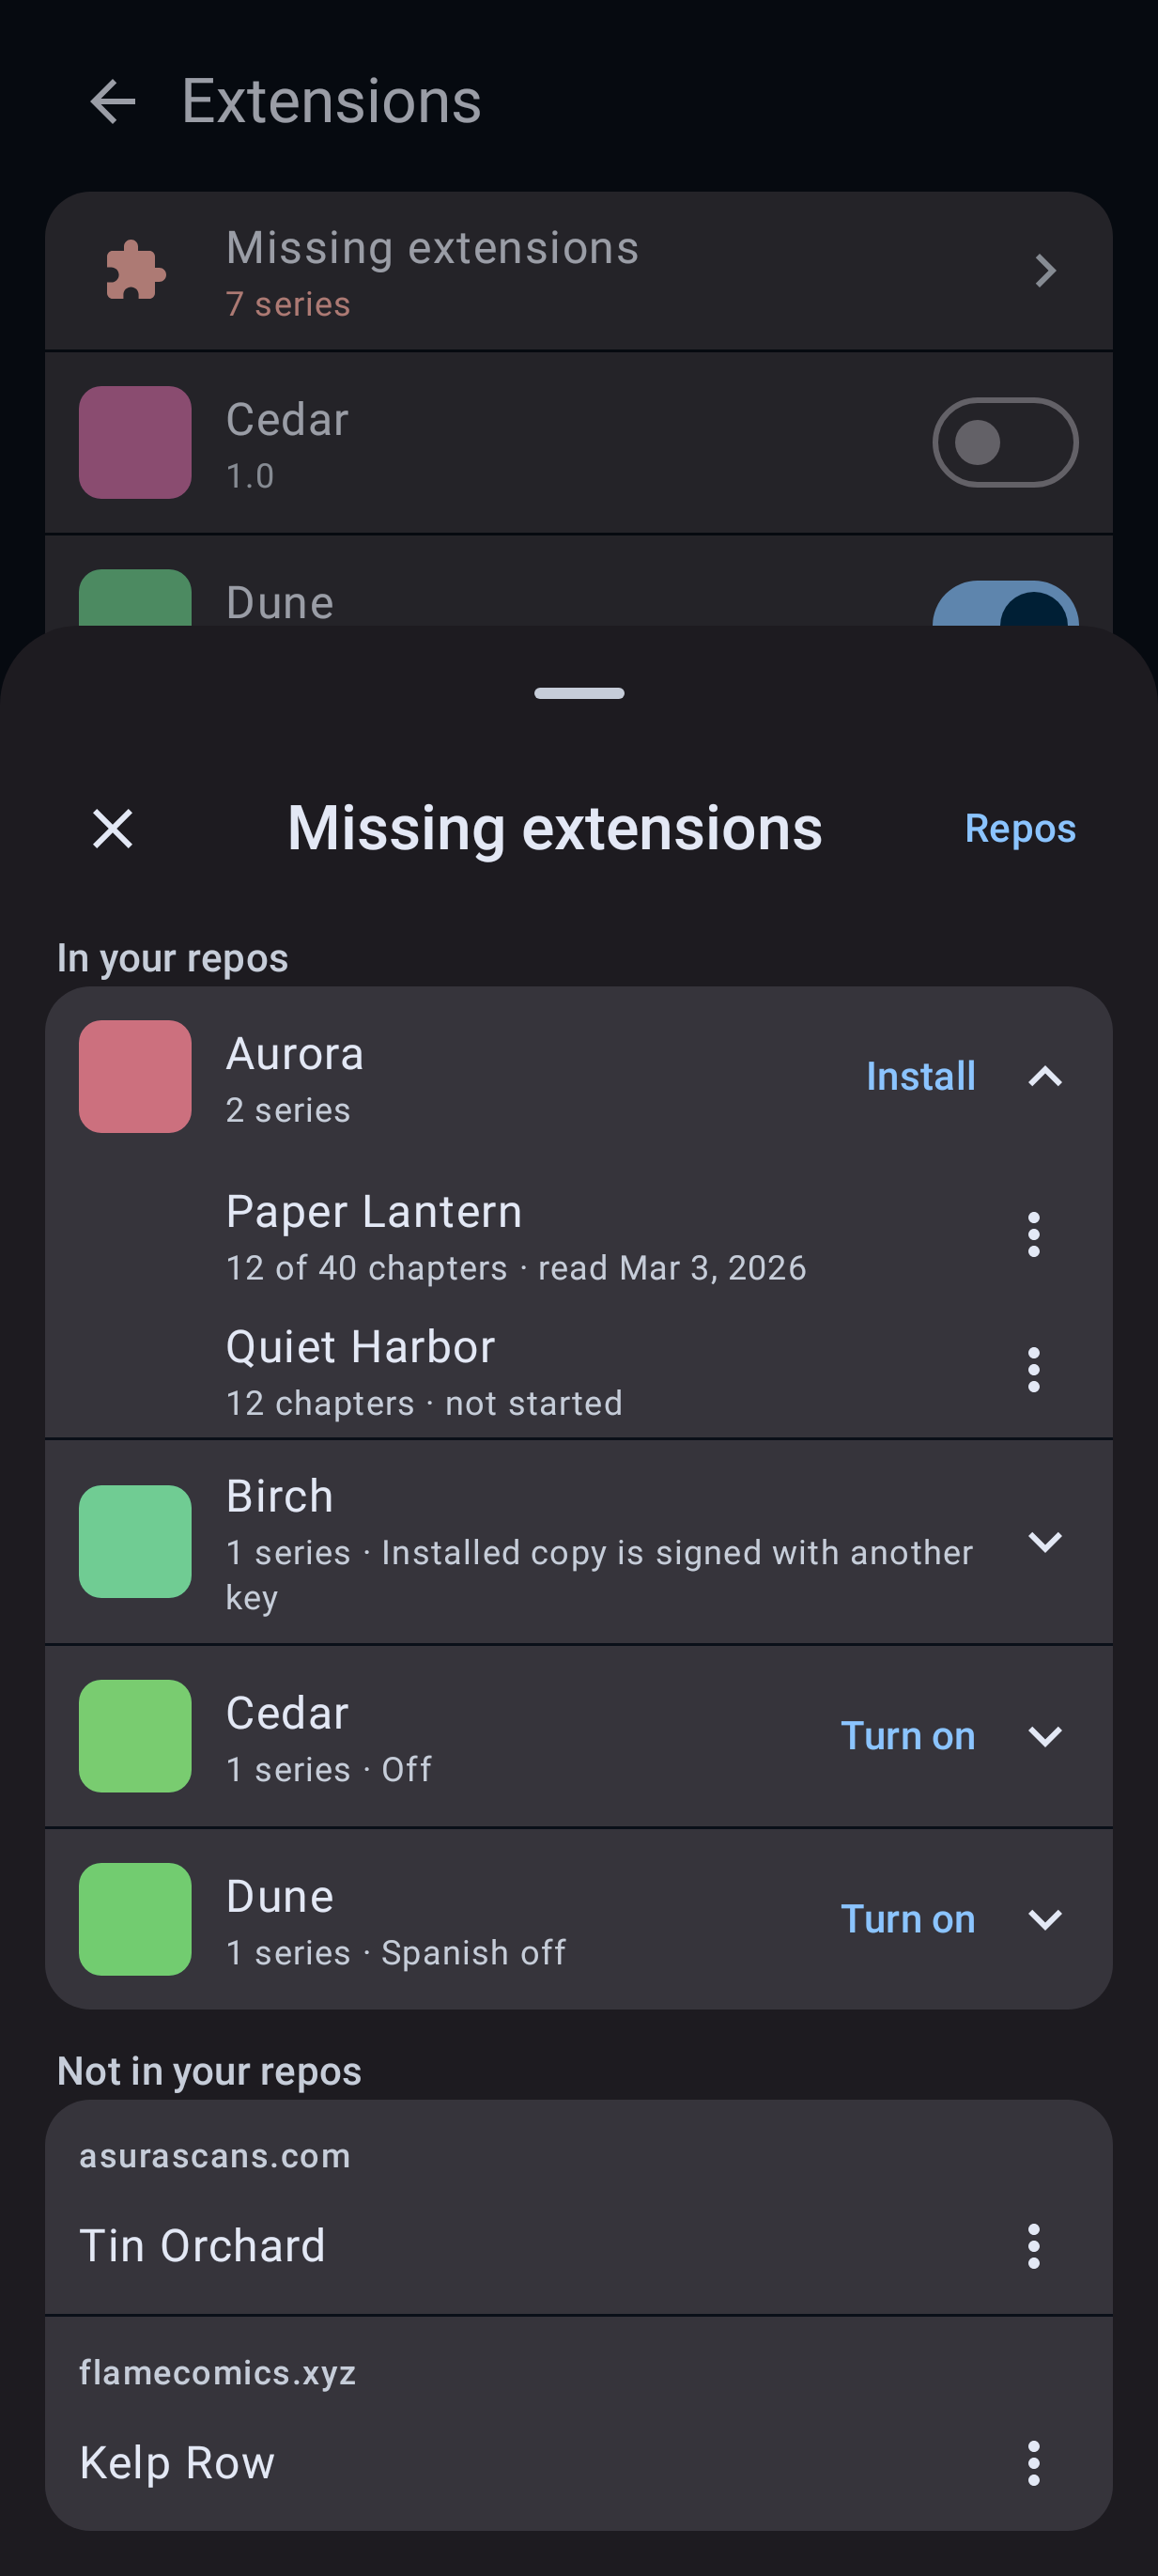 Extensions
Missing extensions
7 series
Cedar
1.0
Dune
Missing extensions
Repos
In your repos
Aurora
2 series
Install
Paper Lantern
12 of 40 chapters · read Mar 3, 2026
Quiet Harbor
12 chapters · not started
Birch
1 series · Installed copy is signed with another
key
Cedar
1 series · Off
Turn on
Dune
1 series · Spanish off
Turn on
Not in your repos
asurascans.com
Tin Orchard
flamecomics.xyz
Kelp Row